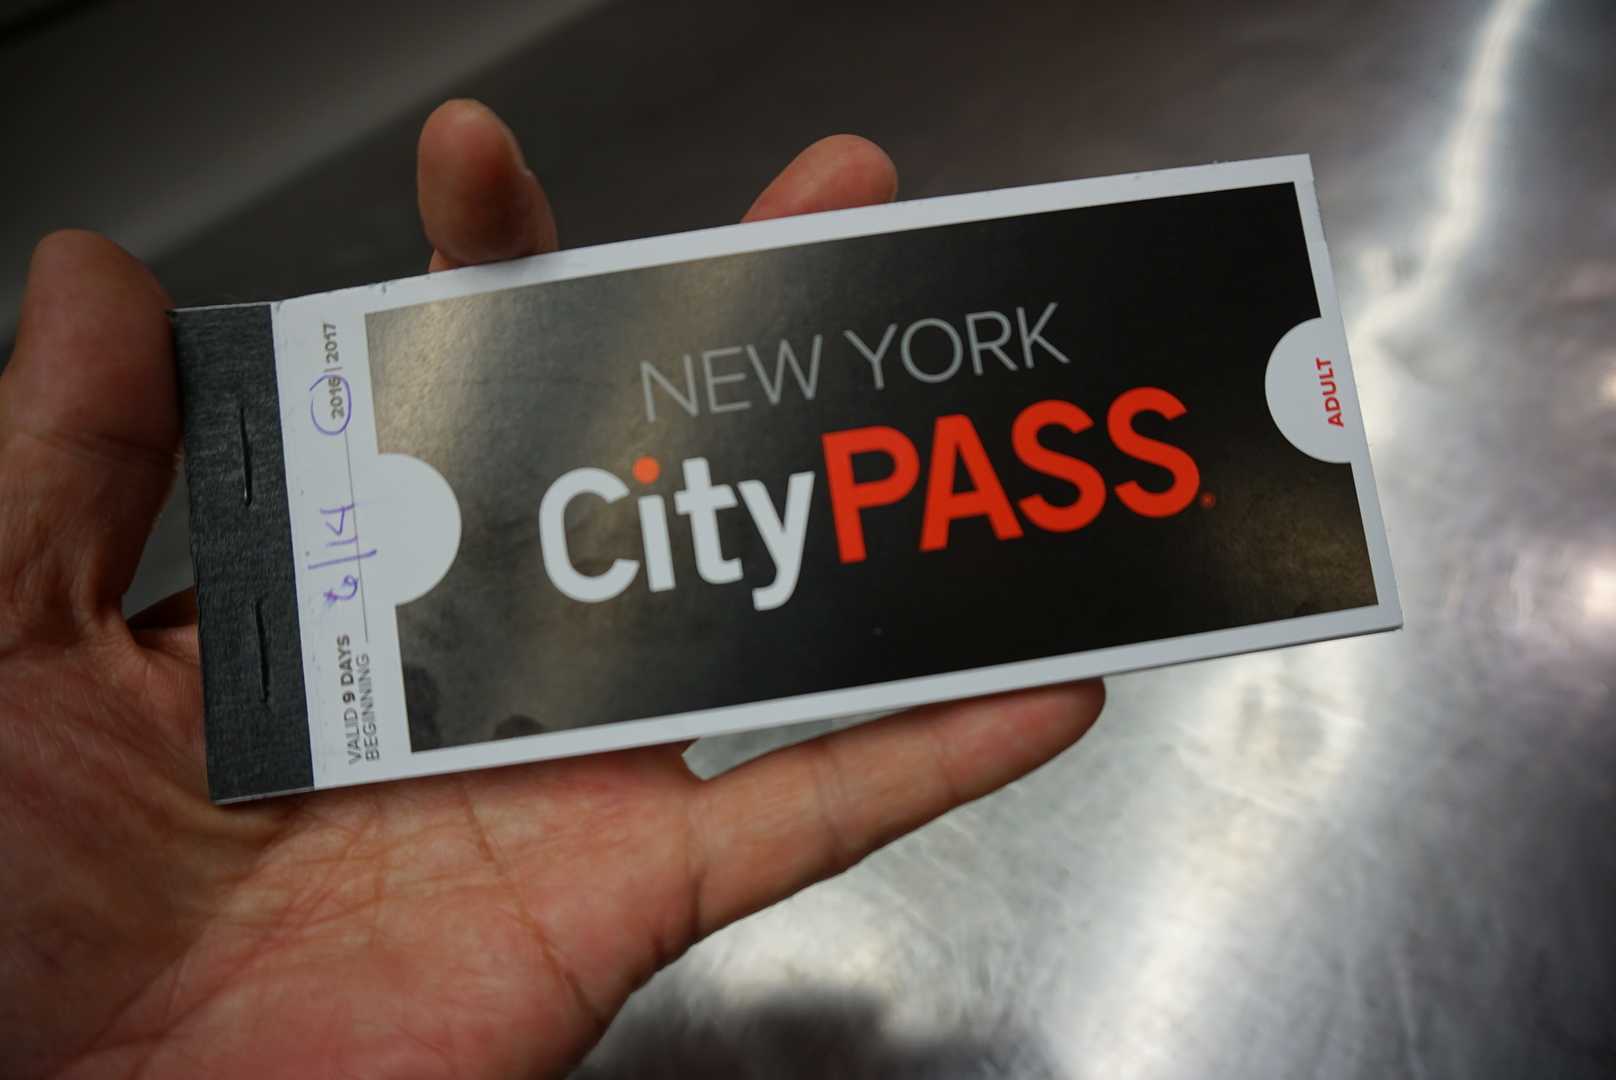 NEW YORK
CityPASS®
ADULT
VALID 9 DAYS
BEGINNING
6/14
2016 | 2017